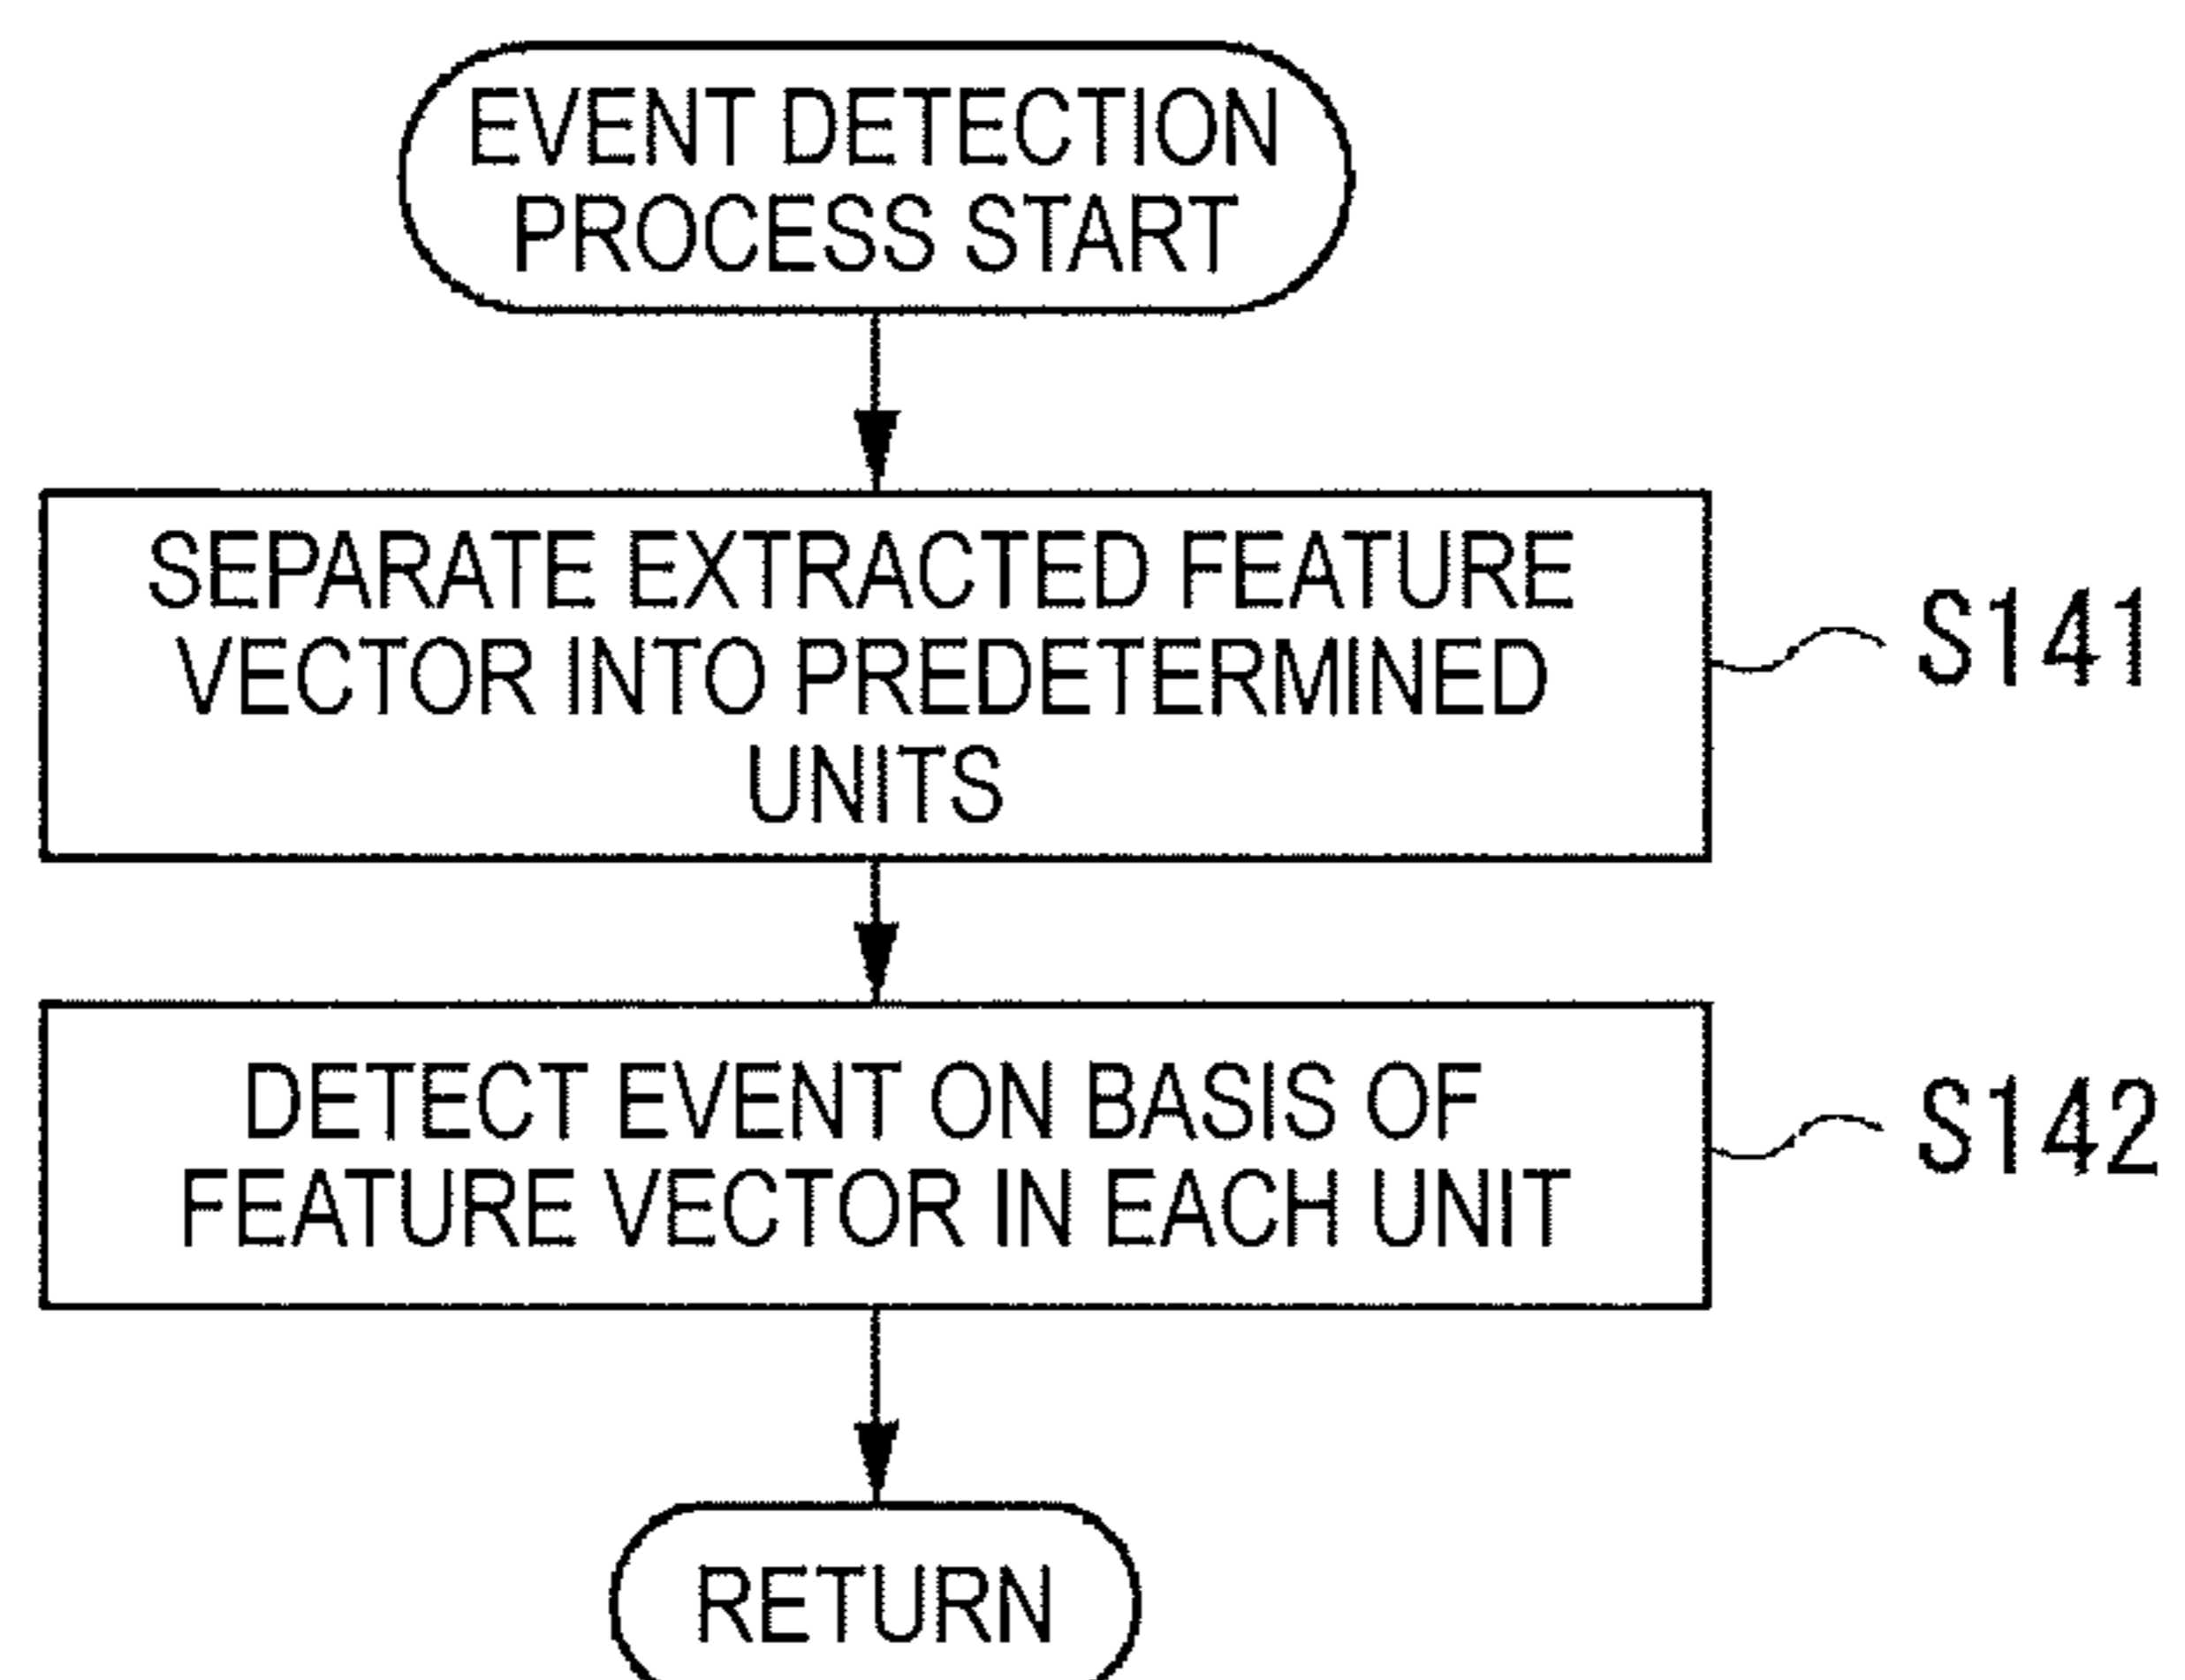 EVENT DETECTION
PROCESS START
SEPARATE EXTRACTED FEATURE
VECTOR INTO PREDETERMINED
UNITS
S141
DETECT EVENT ON BASIS OF
FEATURE VECTOR IN EACH UNIT
S142
RETURN